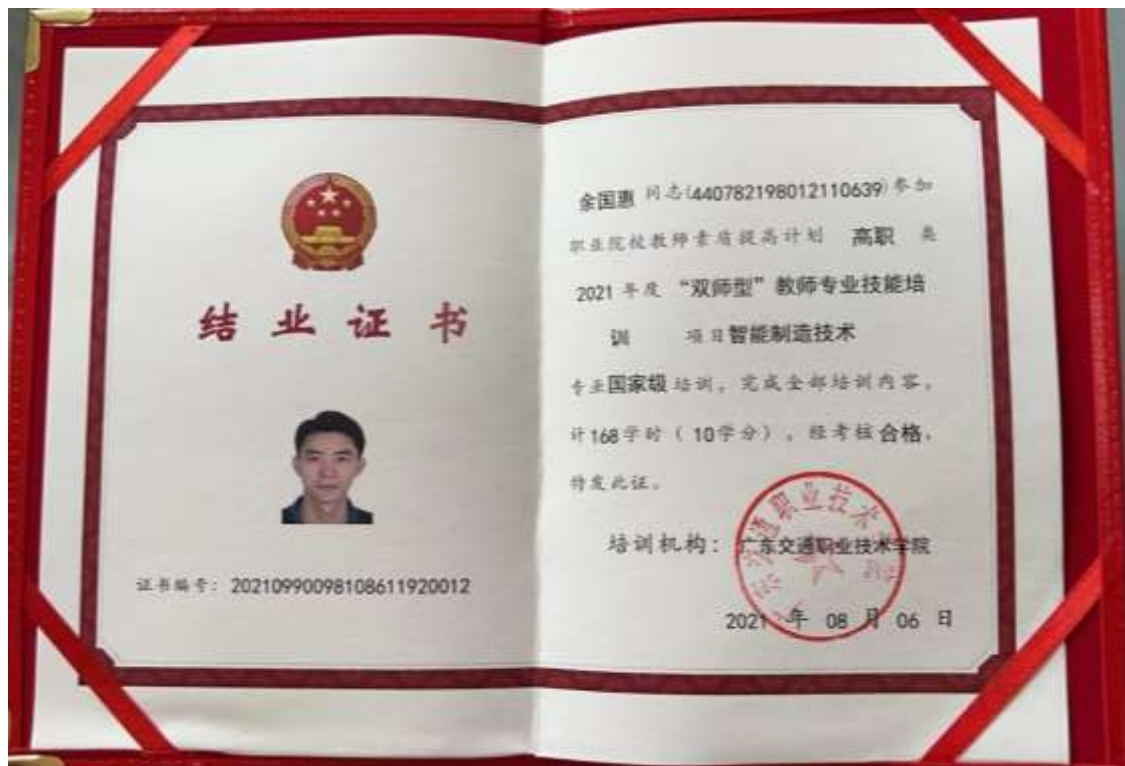 结业证书
证书编号：20210990098108611920012
余国惠 同志(440782198012110639)参加
职业院校教师素质提高计划 高职 类
2021 年度 “双师型”教师专业技能培
训 项目智能制造技术
专业国家级培训，完成全部培训内容，
计168学时（10学分），经考核合格，
特发此证。
培训机构：广东交通职业技术学院
2021 年 08 月 06 日